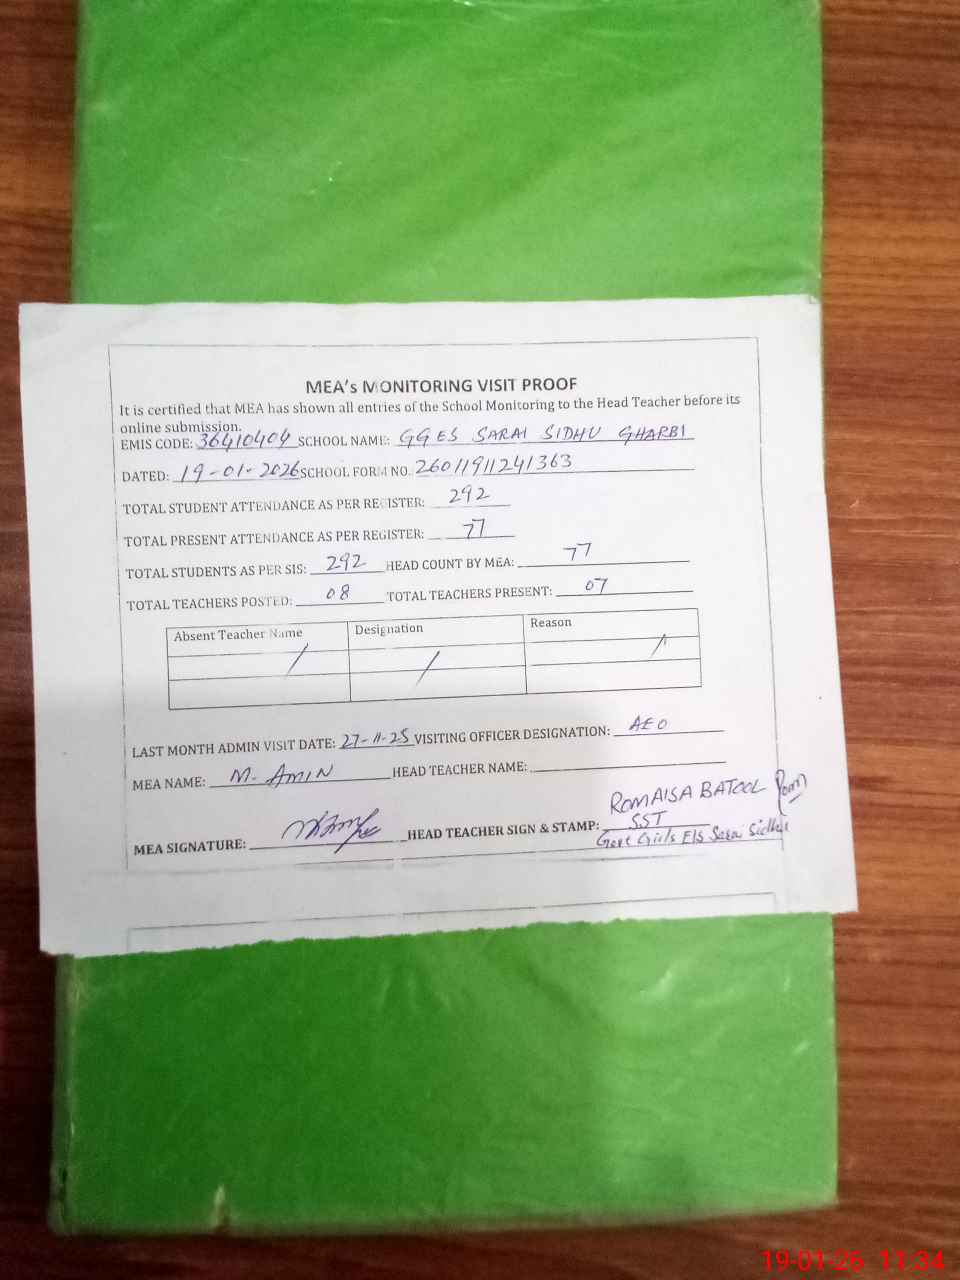 MEA's MONITORING VISIT PROOF
It is certified that MEA has shown all entries of the School Monitoring to the Head Teacher before its
online submission.
EMIS CODE: 36410404 SCHOOL NAME: GGES SARAI SIDHU GHARBI
DATED: 19-01-2026 SCHOOL FORM NO. 26011911241363
TOTAL STUDENT ATTENDANCE AS PER REGISTER: 292
TOTAL PRESENT ATTENDANCE AS PER REGISTER: 77
TOTAL STUDENTS AS PER SIS: 292 HEAD COUNT BY MEA: 77
TOTAL TEACHERS POSTED: 08 TOTAL TEACHERS PRESENT: 07
Absent Teacher Name Designation Reason
/ / /
LAST MONTH ADMIN VISIT DATE: 27-11-25 VISITING OFFICER DESIGNATION: AEO
MEA NAME: M. AMIN HEAD TEACHER NAME:
ROMAISA BATOOL
MEA SIGNATURE: HEAD TEACHER SIGN & STAMP: SST
Govt Girls E/S Sarai Sidhu
19-01-26 11:34